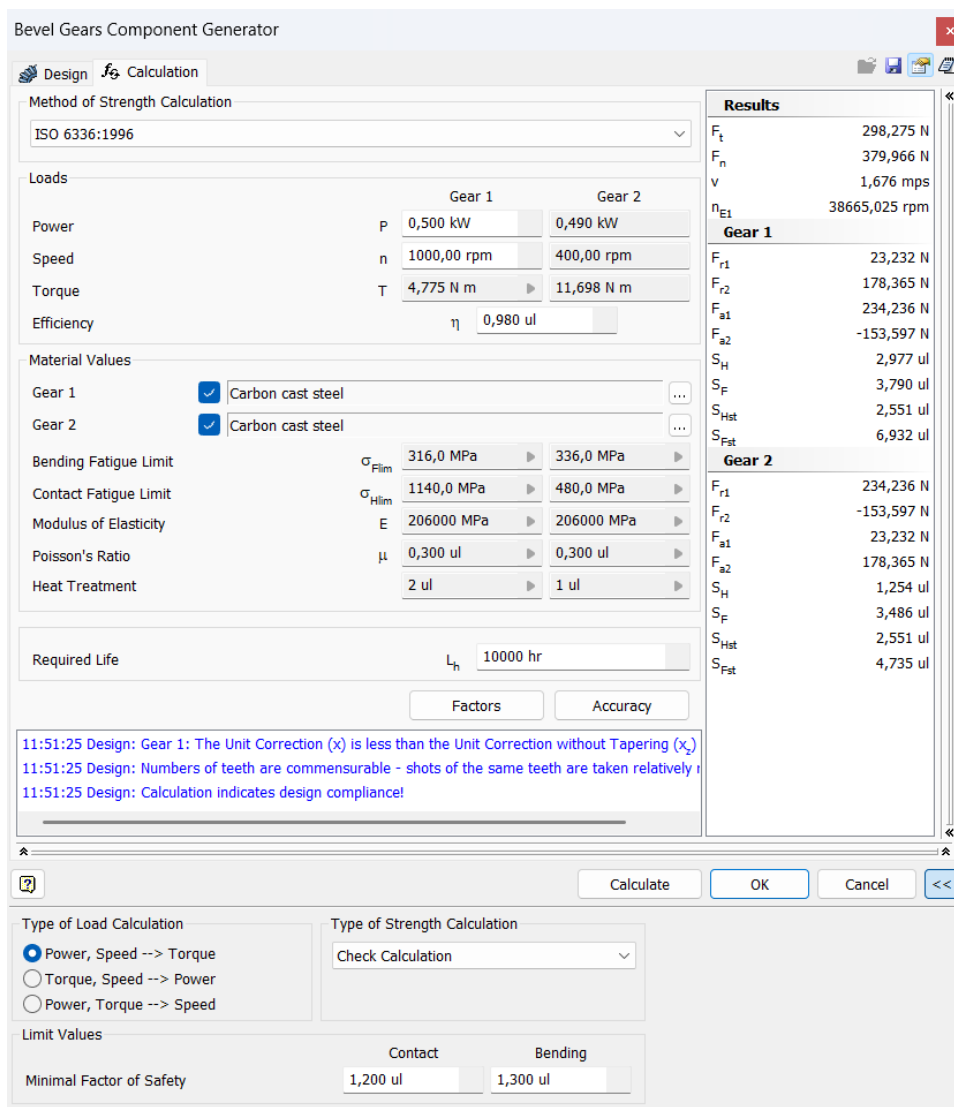 Bevel Gears Component Generator
Design Calculation
Method of Strength Calculation
ISO 6336:1996
Loads
Gear 1 Gear 2
Power P 0,500 kW 0,490 kW
Speed n 1000,00 rpm 400,00 rpm
Torque T 4,775 N m 11,698 N m
Efficiency η 0,980 ul
Material Values
Gear 1 Carbon cast steel ...
Gear 2 Carbon cast steel ...
Bending Fatigue Limit σFlim 316,0 MPa 336,0 MPa
Contact Fatigue Limit σHlim 1140,0 MPa 480,0 MPa
Modulus of Elasticity E 206000 MPa 206000 MPa
Poisson's Ratio μ 0,300 ul 0,300 ul
Heat Treatment 2 ul 1 ul
Required Life Lh 10000 hr
Factors Accuracy
11:51:25 Design: Gear 1: The Unit Correction (x) is less than the Unit Correction without Tapering (xz)
11:51:25 Design: Numbers of teeth are commensurable - shots of the same teeth are taken relatively
11:51:25 Design: Calculation indicates design compliance!
Results
Ft 298,275 N
Fn 379,966 N
v 1,676 mps
nE1 38665,025 rpm
Gear 1
Fr1 23,232 N
Fr2 178,365 N
Fa1 234,236 N
Fa2 -153,597 N
SH 2,977 ul
SF 3,790 ul
SHst 2,551 ul
SFst 6,932 ul
Gear 2
Fr1 234,236 N
Fr2 -153,597 N
Fa1 23,232 N
Fa2 178,365 N
SH 1,254 ul
SF 3,486 ul
SHst 2,551 ul
SFst 4,735 ul
Calculate OK Cancel <<
Type of Load Calculation
Power, Speed --> Torque
Torque, Speed --> Power
Power, Torque --> Speed
Type of Strength Calculation
Check Calculation
Limit Values
Contact Bending
Minimal Factor of Safety 1,200 ul 1,300 ul